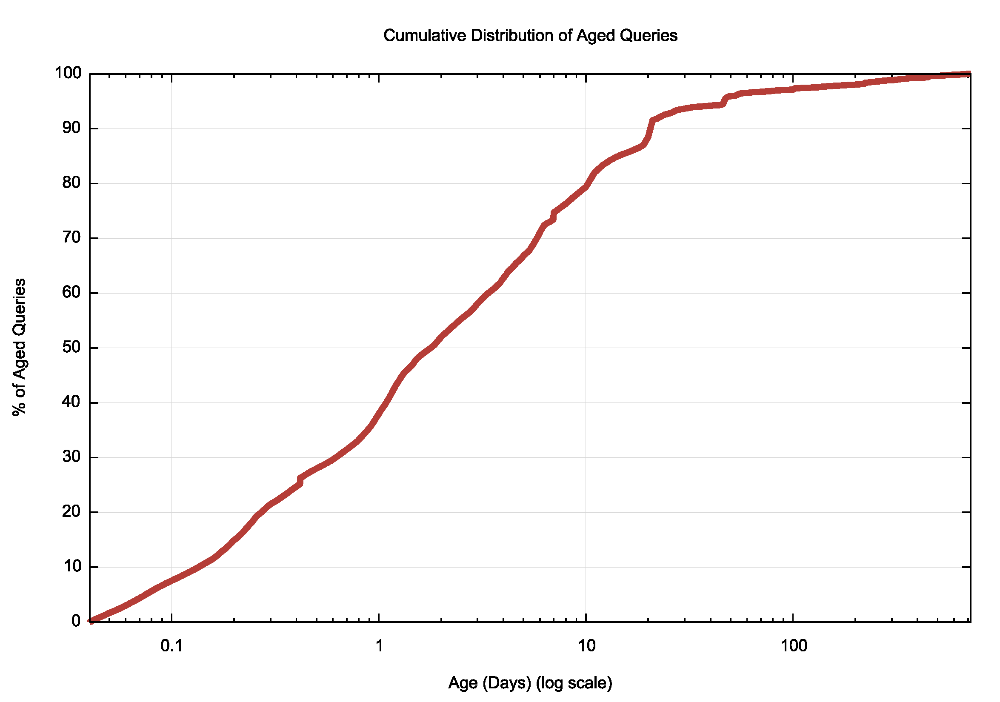 Cumulative Distribution of Aged Queries
100
90
80
70
60
50
40
30
20
10
0
% of Aged Queries
0.1 1 10 100
Age (Days) (log scale)